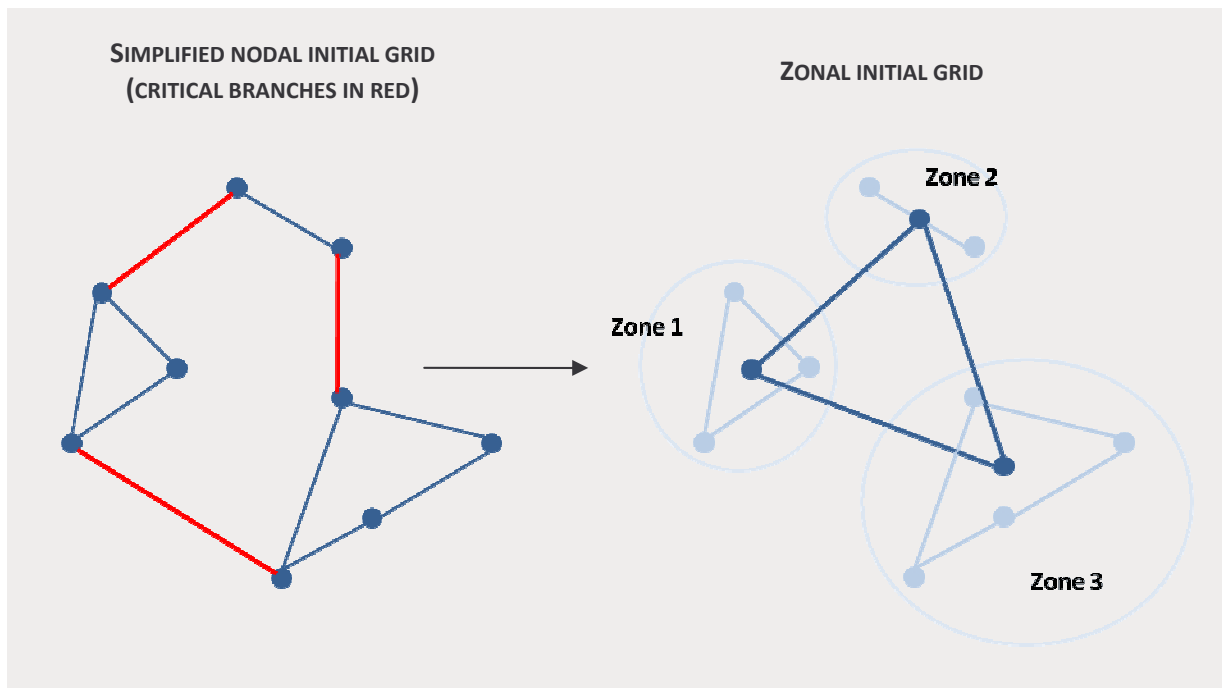 SIMPLIFIED NODAL INITIAL GRID
(CRITICAL BRANCHES IN RED)
ZONAL INITIAL GRID
Zone 2
Zone 1
Zone 3